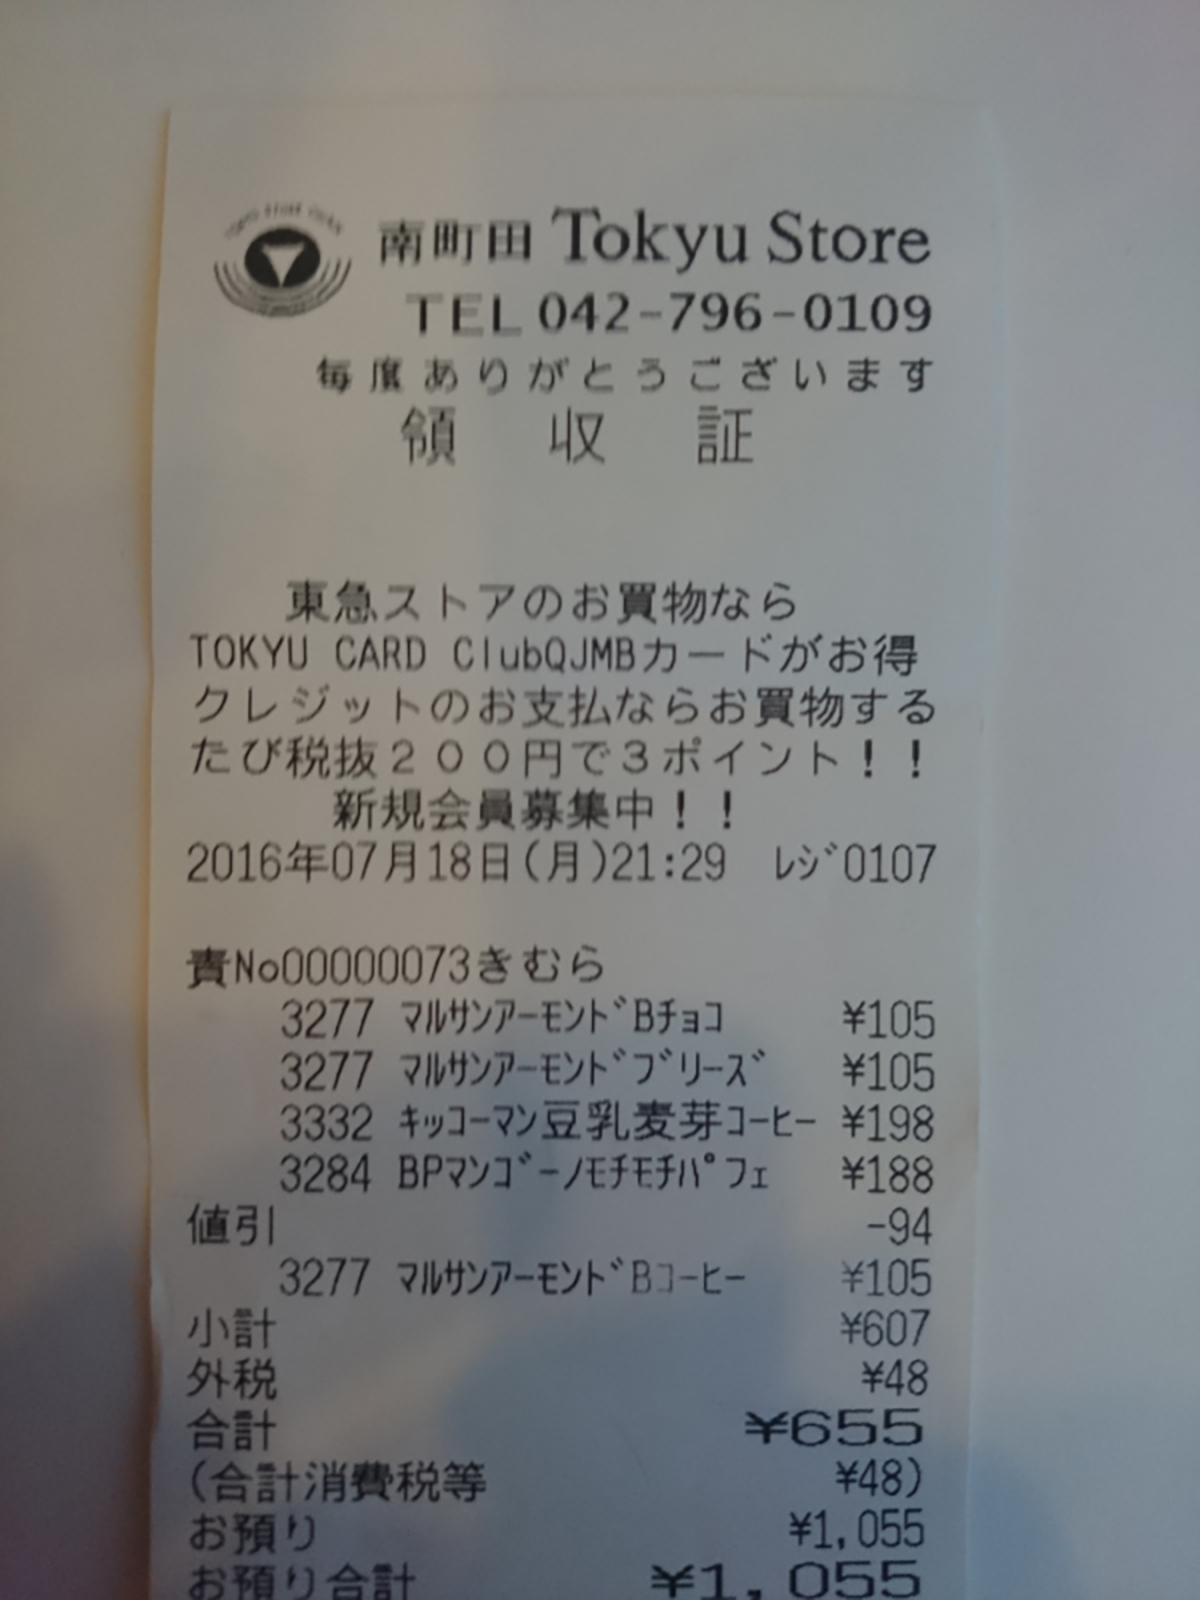 TOKYU STORE CHAIN
南町田 Tokyu Store
TEL 042-796-0109
毎度ありがとうございます
領 収 証
東急ストアのお買物なら
TOKYU CARD ClubQJMBカードがお得
クレジットのお支払ならお買物する
たび税抜200円で3ポイント!!
新規会員募集中!!
2016年07月18日(月)21:29 レジ0107
責No00000073きむら
3277 マルサンアーモンドBチョコ ¥105
3277 マルサンアーモンドブリーズ ¥105
3332 キッコーマン豆乳麦芽コーヒー ¥198
3284 BPマンゴーノモチモチパフェ ¥188
値引 -94
3277 マルサンアーモンドBコーヒー ¥105
小計 ¥607
外税 ¥48
合計 ¥655
(合計消費税等 ¥48)
お預り ¥1,055
お預り合計 ¥1,055